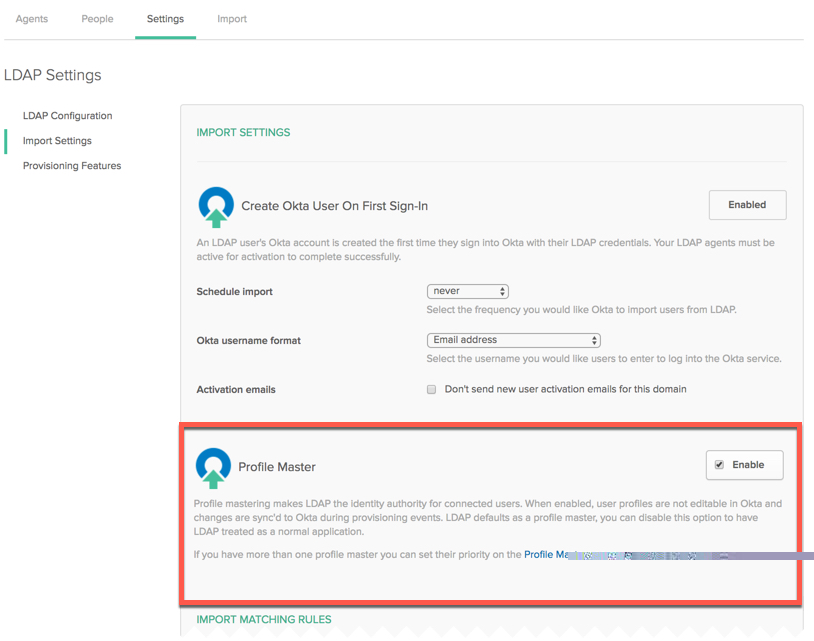 Agents People Settings Import
LDAP Settings
LDAP Configuration
Import Settings
Provisioning Features
IMPORT SETTINGS
Create Okta User On First Sign-In
Enabled
An LDAP user's Okta account is created the first time they sign into Okta with their LDAP credentials. Your LDAP agents must be
active for activation to complete successfully.
Schedule import
never
Select the frequency you would like Okta to import users from LDAP.
Okta username format
Email address
Select the username you would like users to enter to log into the Okta service.
Activation emails
Don't send new user activation emails for this domain
Profile Master
Enable
Profile mastering makes LDAP the identity authority for connected users. When enabled, user profiles are not editable in Okta and
changes are sync'd to Okta during provisioning events. LDAP defaults as a profile master, you can disable this option to have
LDAP treated as a normal application.
If you have more than one profile master you can set their priority on the Profile
IMPORT MATCHING RULES